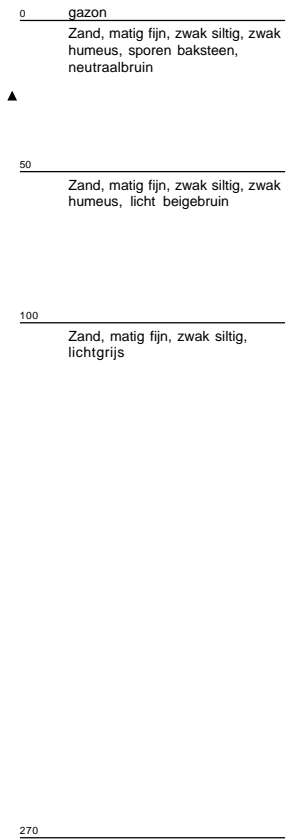 0 gazon
Zand, matig fijn, zwak siltig, zwak
humeus, sporen baksteen,
neutraalbruin
50
Zand, matig fijn, zwak siltig, zwak
humeus, licht beigebruin
100
Zand, matig fijn, zwak siltig,
lichtgrijs
270